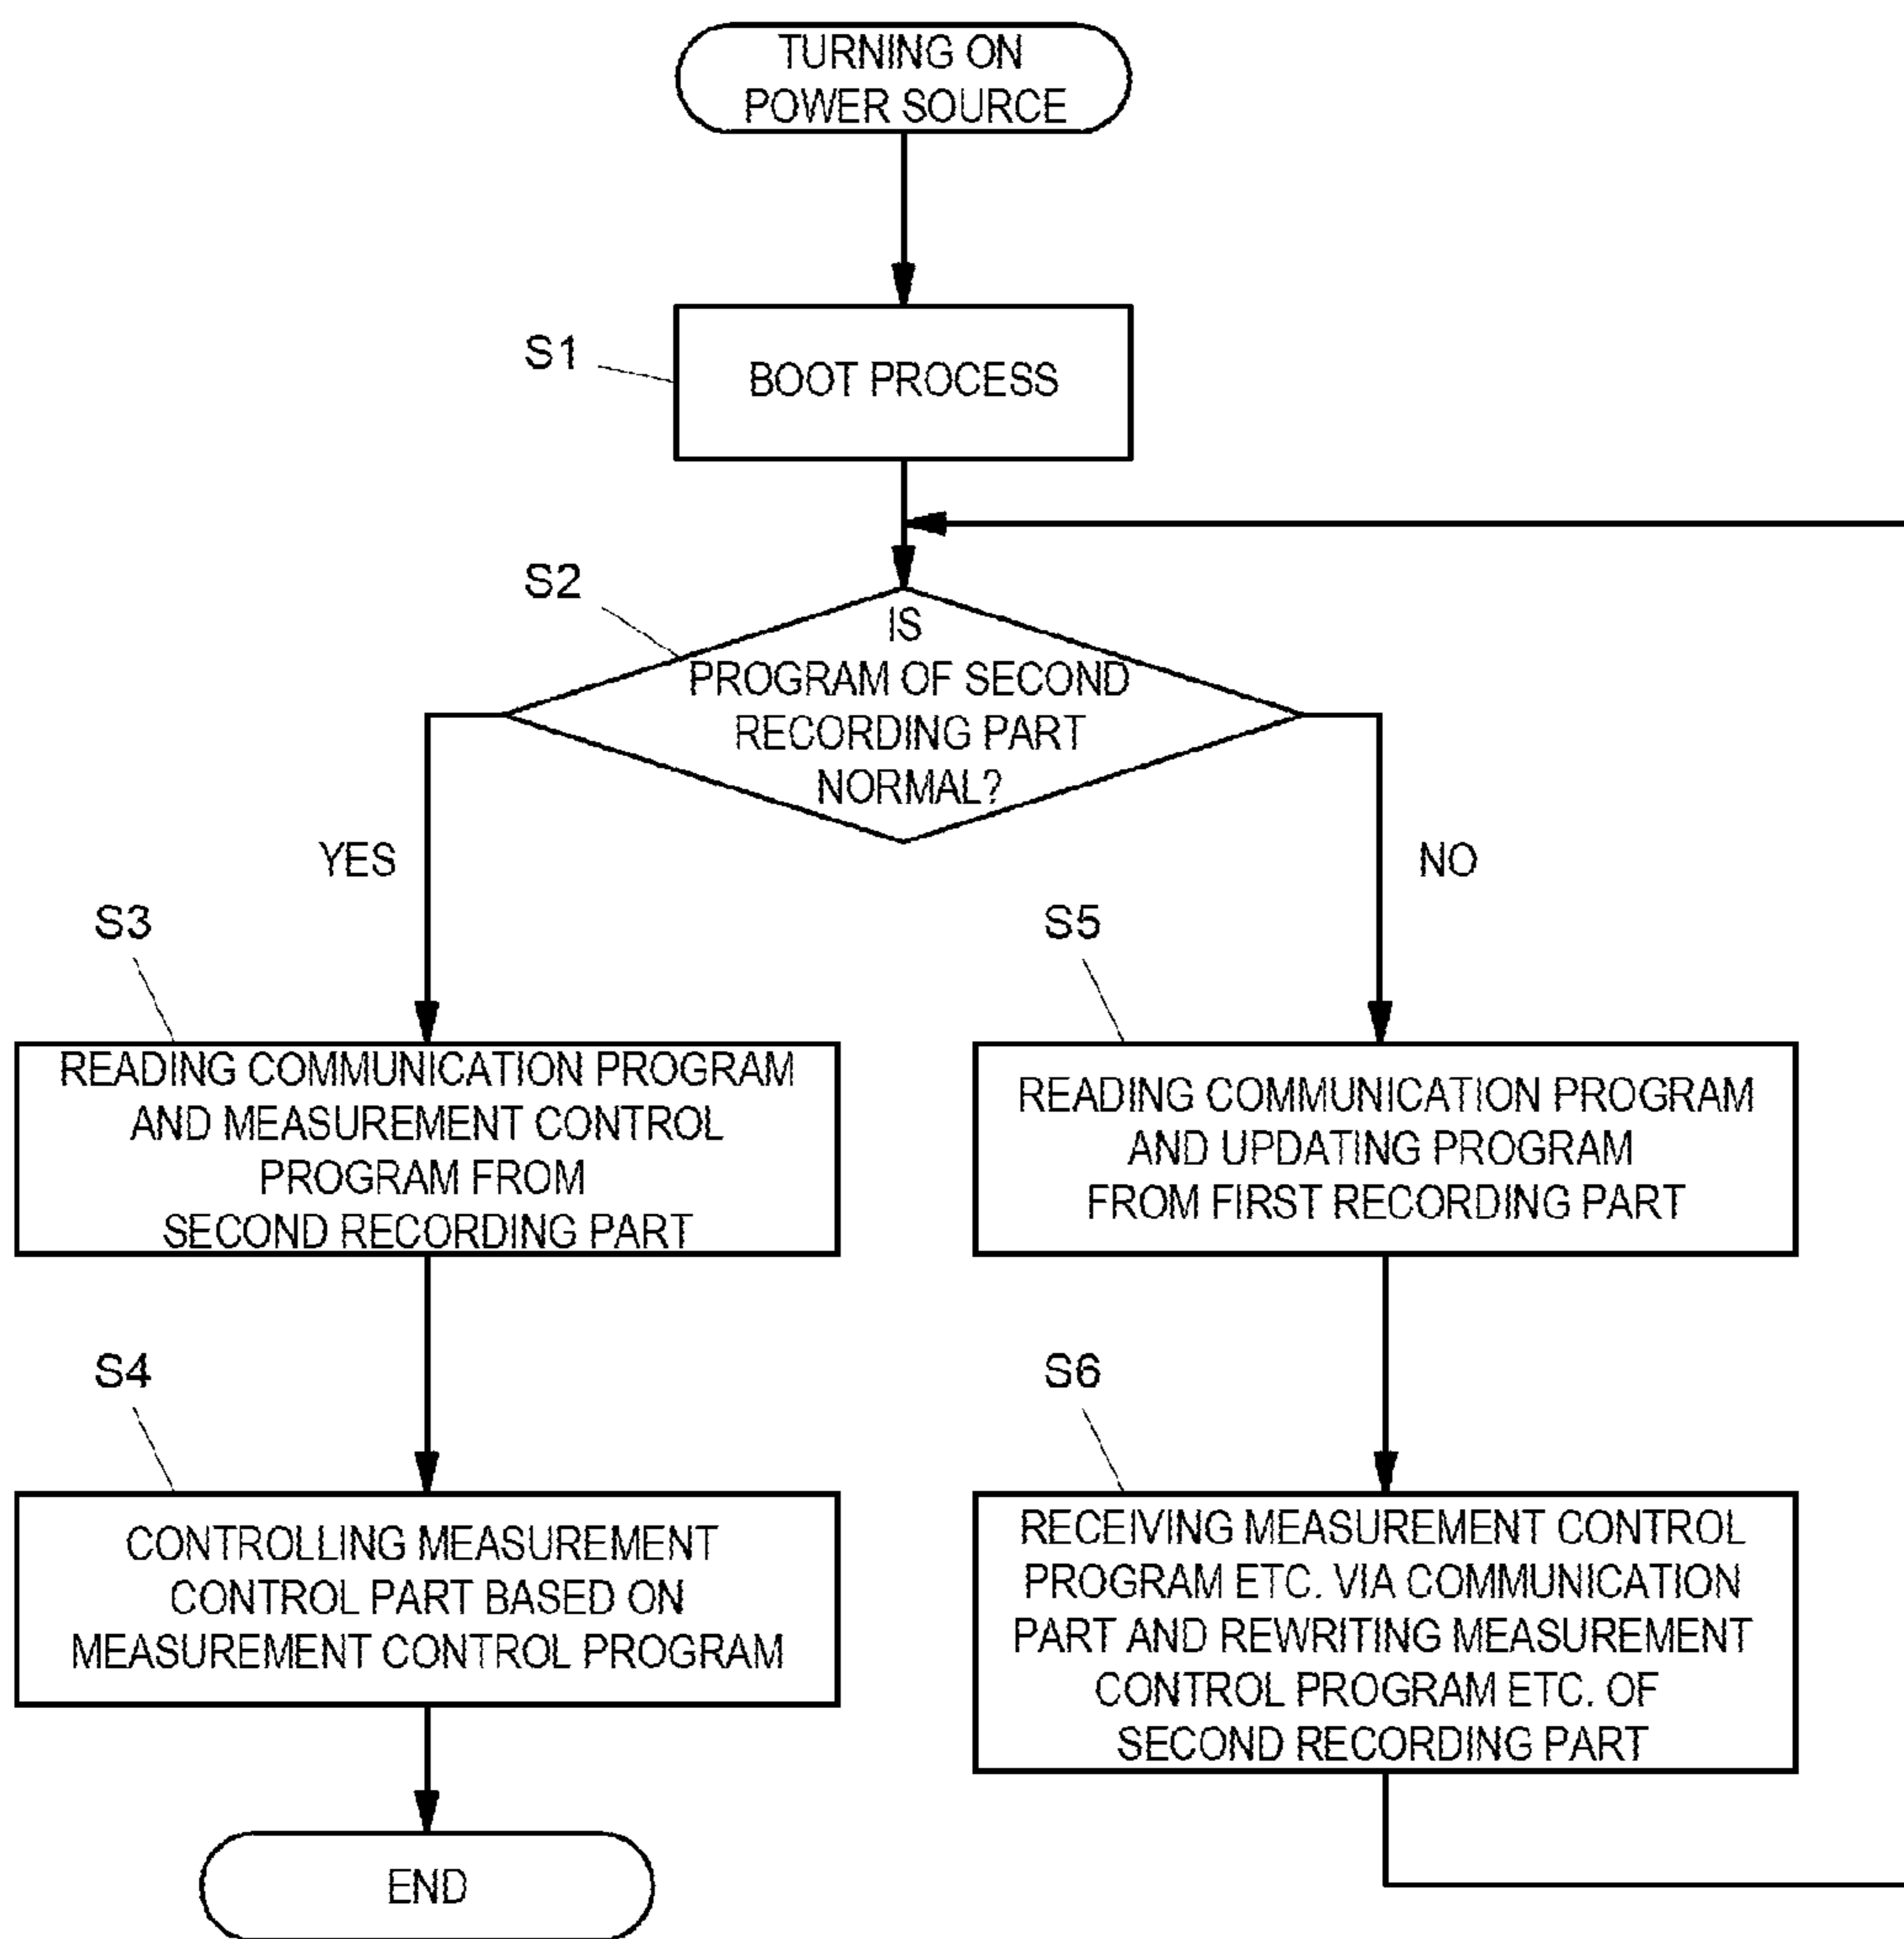 TURNING ON
POWER SOURCE
S1
BOOT PROCESS
S2
IS
PROGRAM OF SECOND
RECORDING PART
NORMAL?
YES
NO
S3
READING COMMUNICATION PROGRAM
AND MEASUREMENT CONTROL
PROGRAM FROM
SECOND RECORDING PART
S5
READING COMMUNICATION PROGRAM
AND UPDATING PROGRAM
FROM FIRST RECORDING PART
S4
CONTROLLING MEASUREMENT
CONTROL PART BASED ON
MEASUREMENT CONTROL PROGRAM
S6
RECEIVING MEASUREMENT CONTROL
PROGRAM ETC. VIA COMMUNICATION
PART AND REWRITING MEASUREMENT
CONTROL PROGRAM ETC. OF
SECOND RECORDING PART
END